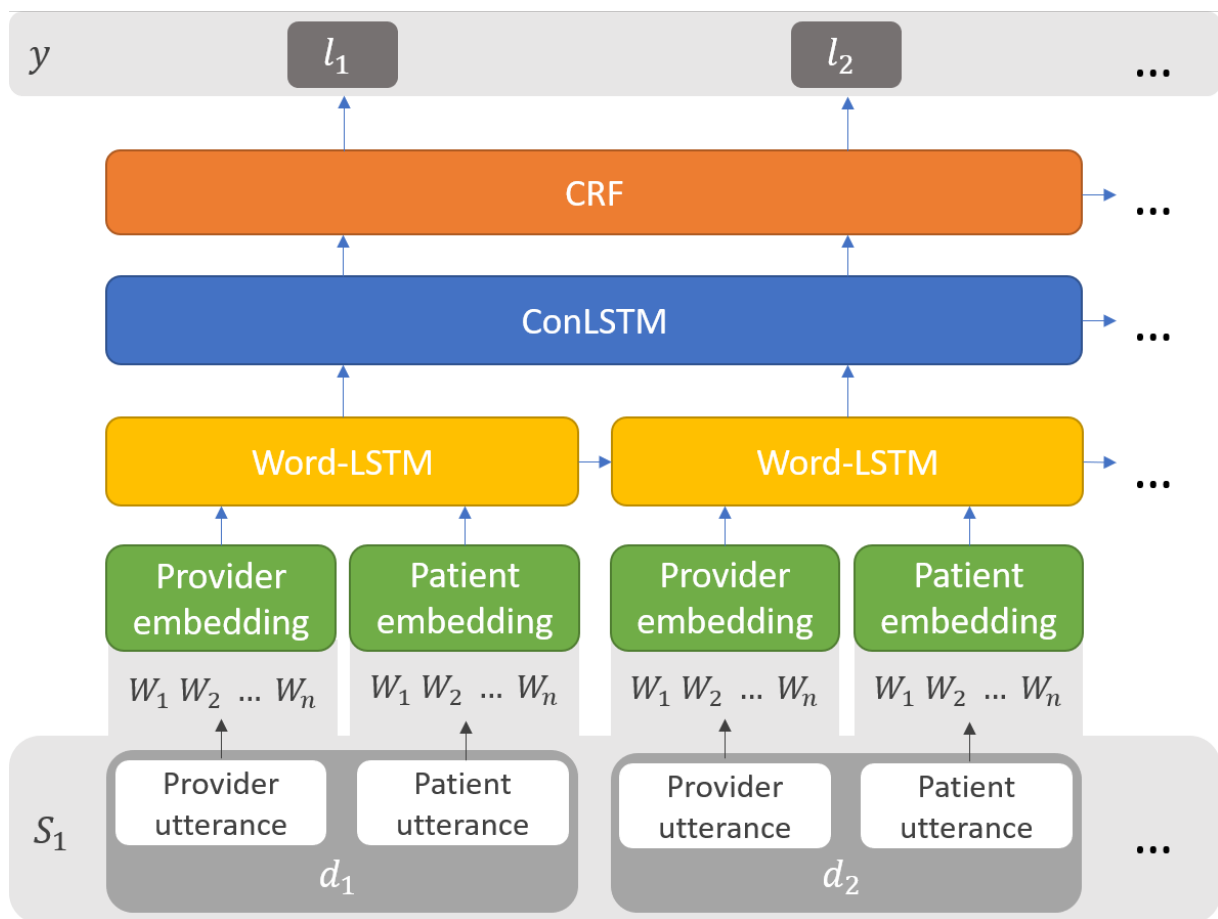 y l₁ l₂ ...
CRF ...
ConLSTM ...
Word-LSTM Word-LSTM ...
Provider embedding Patient embedding Provider embedding Patient embedding
W₁ W₂ ... Wₙ W₁ W₂ ... Wₙ W₁ W₂ ... Wₙ W₁ W₂ ... Wₙ
Provider utterance Patient utterance Provider utterance Patient utterance
S₁ ...
d₁ d₂